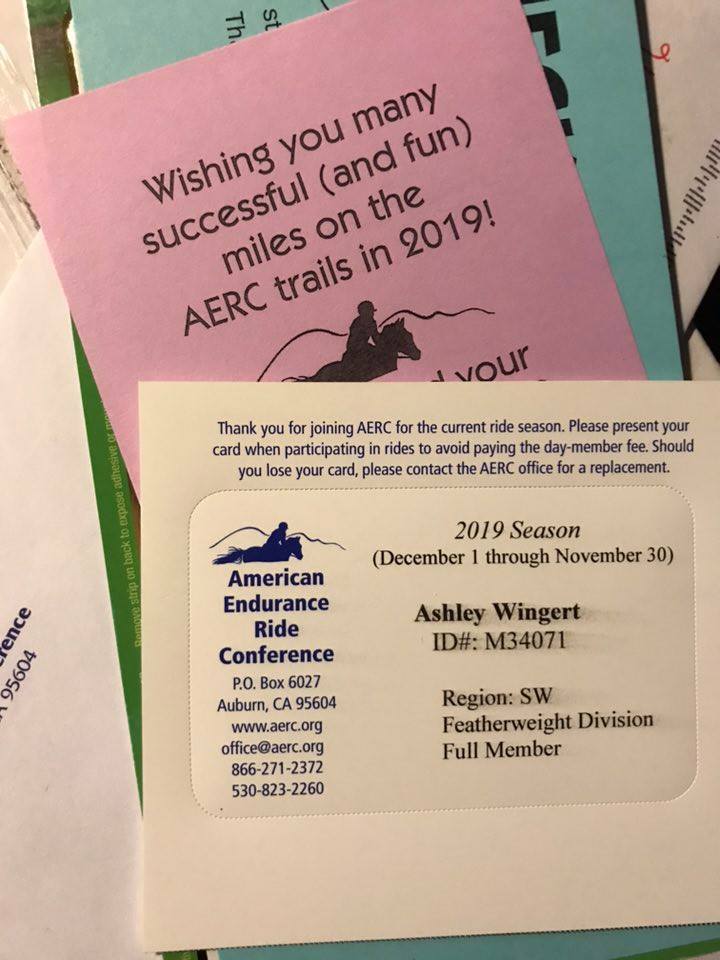 st
Th
Wishing you many
successful (and fun)
miles on the
AERC trails in 2019!
your
Remove strip on back to expose adhesive or
95604
Thank you for joining AERC for the current ride season. Please present your
card when participating in rides to avoid paying the day-member fee. Should
you lose your card, please contact the AERC office for a replacement.
American
Endurance
Ride
Conference
P.O. Box 6027
Auburn, CA 95604
www.aerc.org
office@aerc.org
866-271-2372
530-823-2260
2019 Season
(December 1 through November 30)
Ashley Wingert
ID#: M34071
Region: SW
Featherweight Division
Full Member